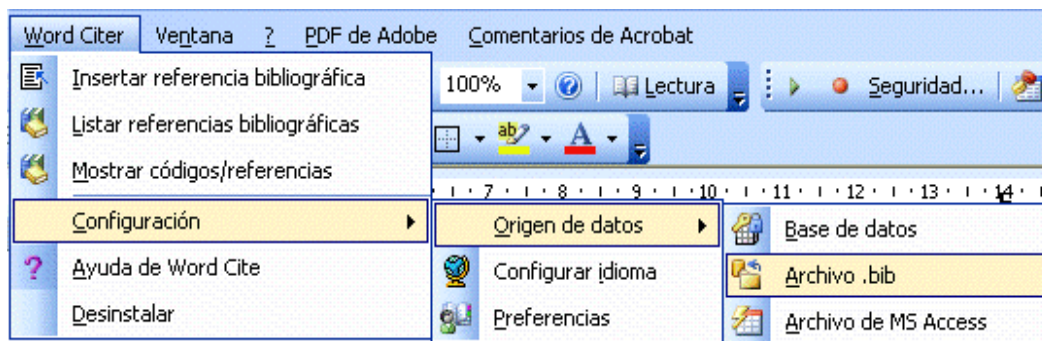 Word Citer Ventana ? PDF de Adobe Comentarios de Acrobat
Insertar referencia bibliográfica
100% Lectura Seguridad...
Listar referencias bibliográficas
Mostrar códigos/referencias
7 8 9 10 11 12 13 14
Configuración
Origen de datos
Base de datos
Ayuda de Word Cite
Configurar idioma
Archivo .bib
Desinstalar
Preferencias
Archivo de MS Access